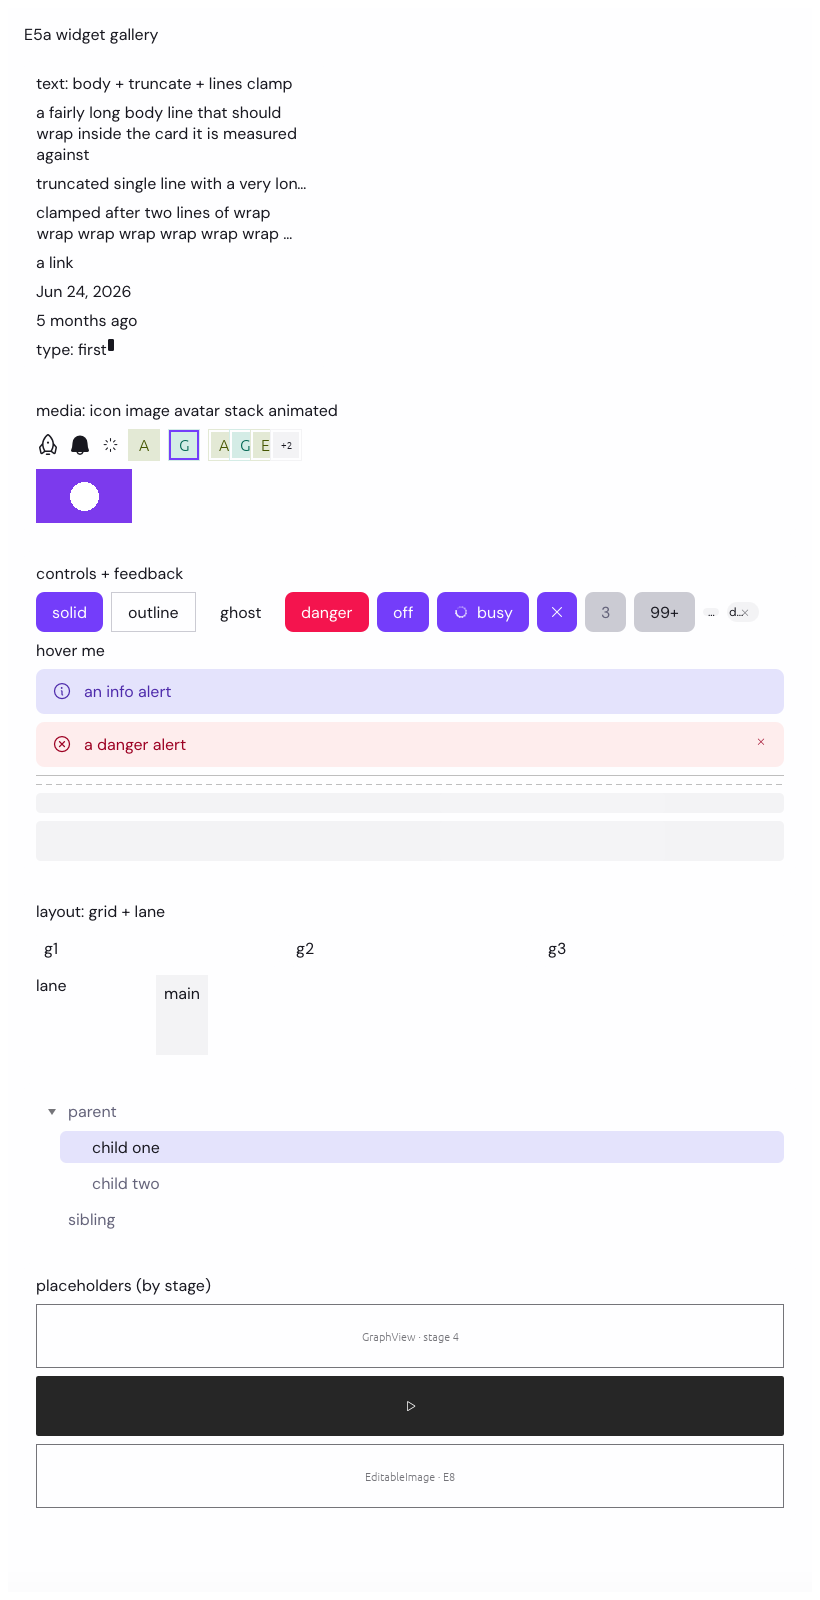 E5a widget gallery
text: body + truncate + lines clamp
a fairly long body line that should
wrap inside the card it is measured
against
truncated single line with a very lon...
clamped after two lines of wrap
wrap wrap wrap wrap wrap wrap ...
a link
Jun 24, 2026
5 months ago
type: first
media: icon image avatar stack animated
A G A G E +2
controls + feedback
solid outline ghost danger off busy 3 99+ ... d...
hover me
an info alert
a danger alert
layout: grid + lane
g1 g2 g3
lane main
parent
child one
child two
sibling
placeholders (by stage)
GraphView · stage 4
EditableImage · E8